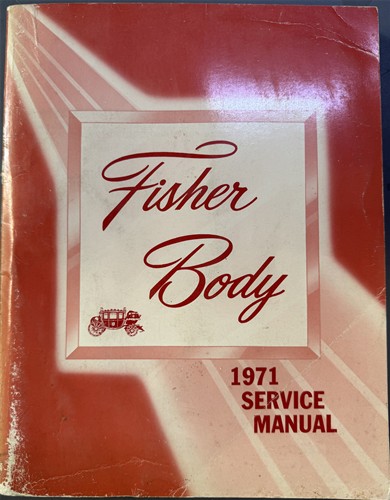 Fisher
Body
1971
SERVICE
MANUAL